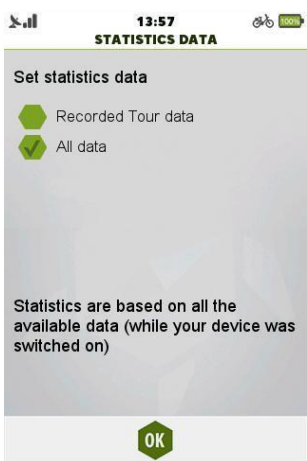 13:57
100%
STATISTICS DATA
Set statistics data
Recorded Tour data
All data
Statistics are based on all the
available data (while your device was
switched on)
OK